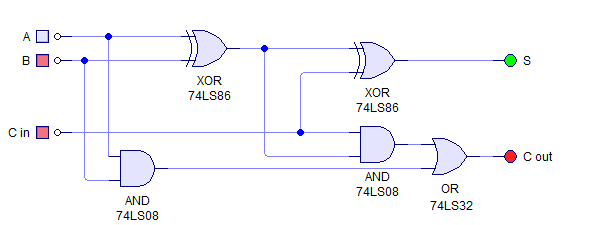 A
B
XOR
74LS86
S
XOR
74LS86
C in
AND
74LS08
C out
OR
74LS32
AND
74LS08